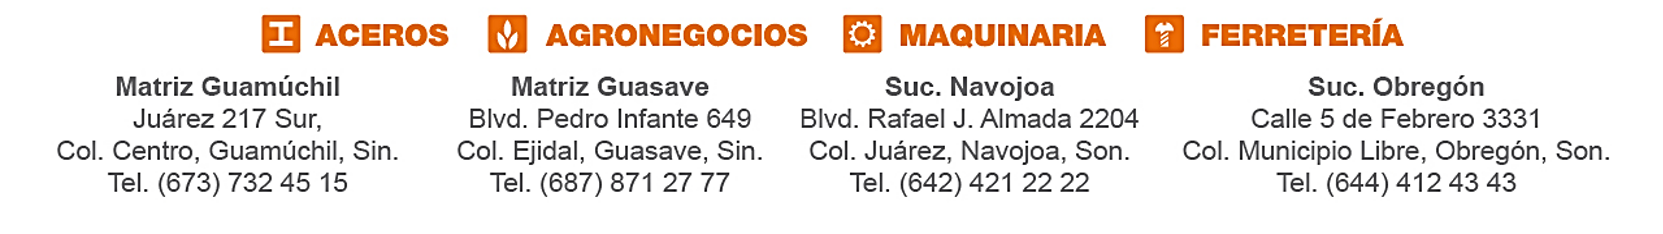 ACEROS AGRONEGOCIOS MAQUINARIA FERRETERÍA
Matriz Guamúchil
Juárez 217 Sur,
Col. Centro, Guamúchil, Sin.
Tel. (673) 732 45 15
Matriz Guasave
Blvd. Pedro Infante 649
Col. Ejidal, Guasave, Sin.
Tel. (687) 871 27 77
Suc. Navojoa
Blvd. Rafael J. Almada 2204
Col. Juárez, Navojoa, Son.
Tel. (642) 421 22 22
Suc. Obregón
Calle 5 de Febrero 3331
Col. Municipio Libre, Obregón, Son.
Tel. (644) 412 43 43